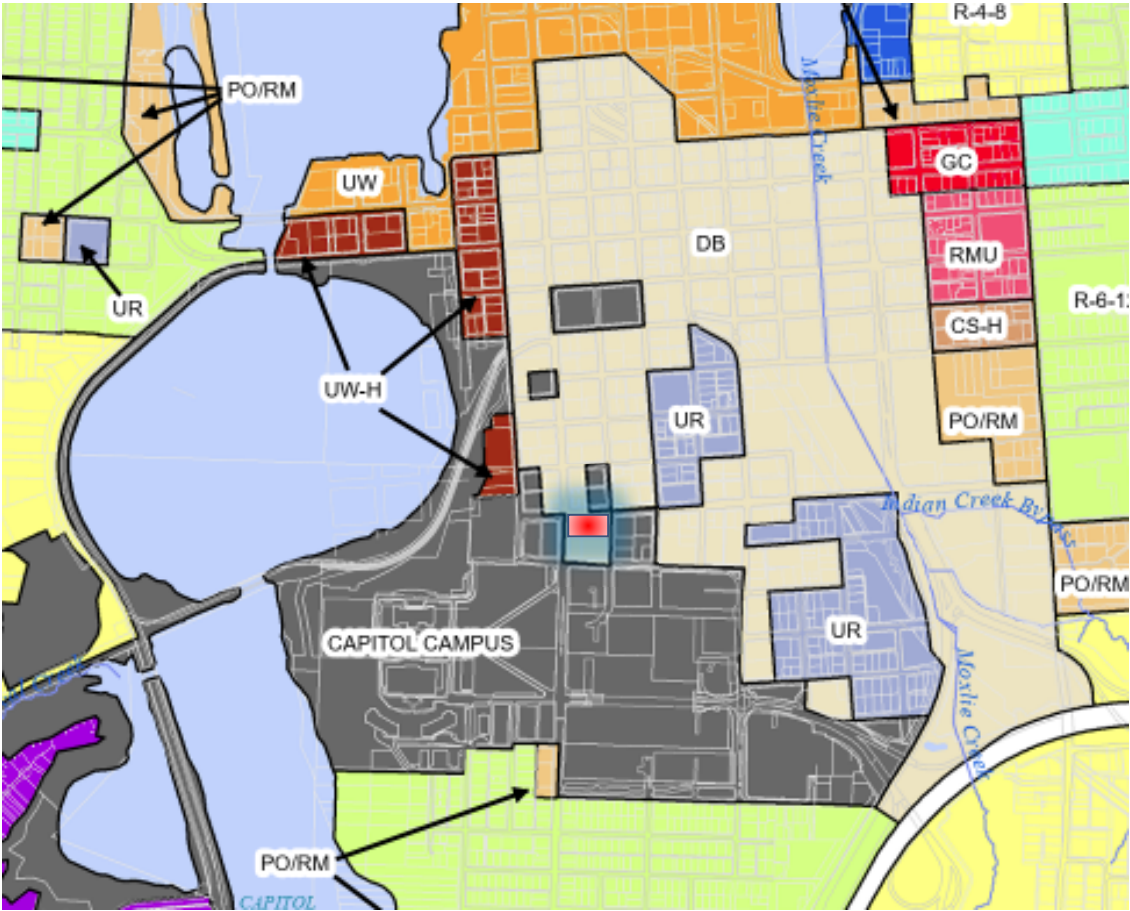 R-4-8
PO/RM
Moxlie Creek
GC
UW
DB
RMU
UR
R-6-12
CS-H
UW-H
UR
PO/RM
Indian Creek Bypass
PO/RM
UR
CAPITOL CAMPUS
Moxlie Creek
PO/RM
CAPITOL